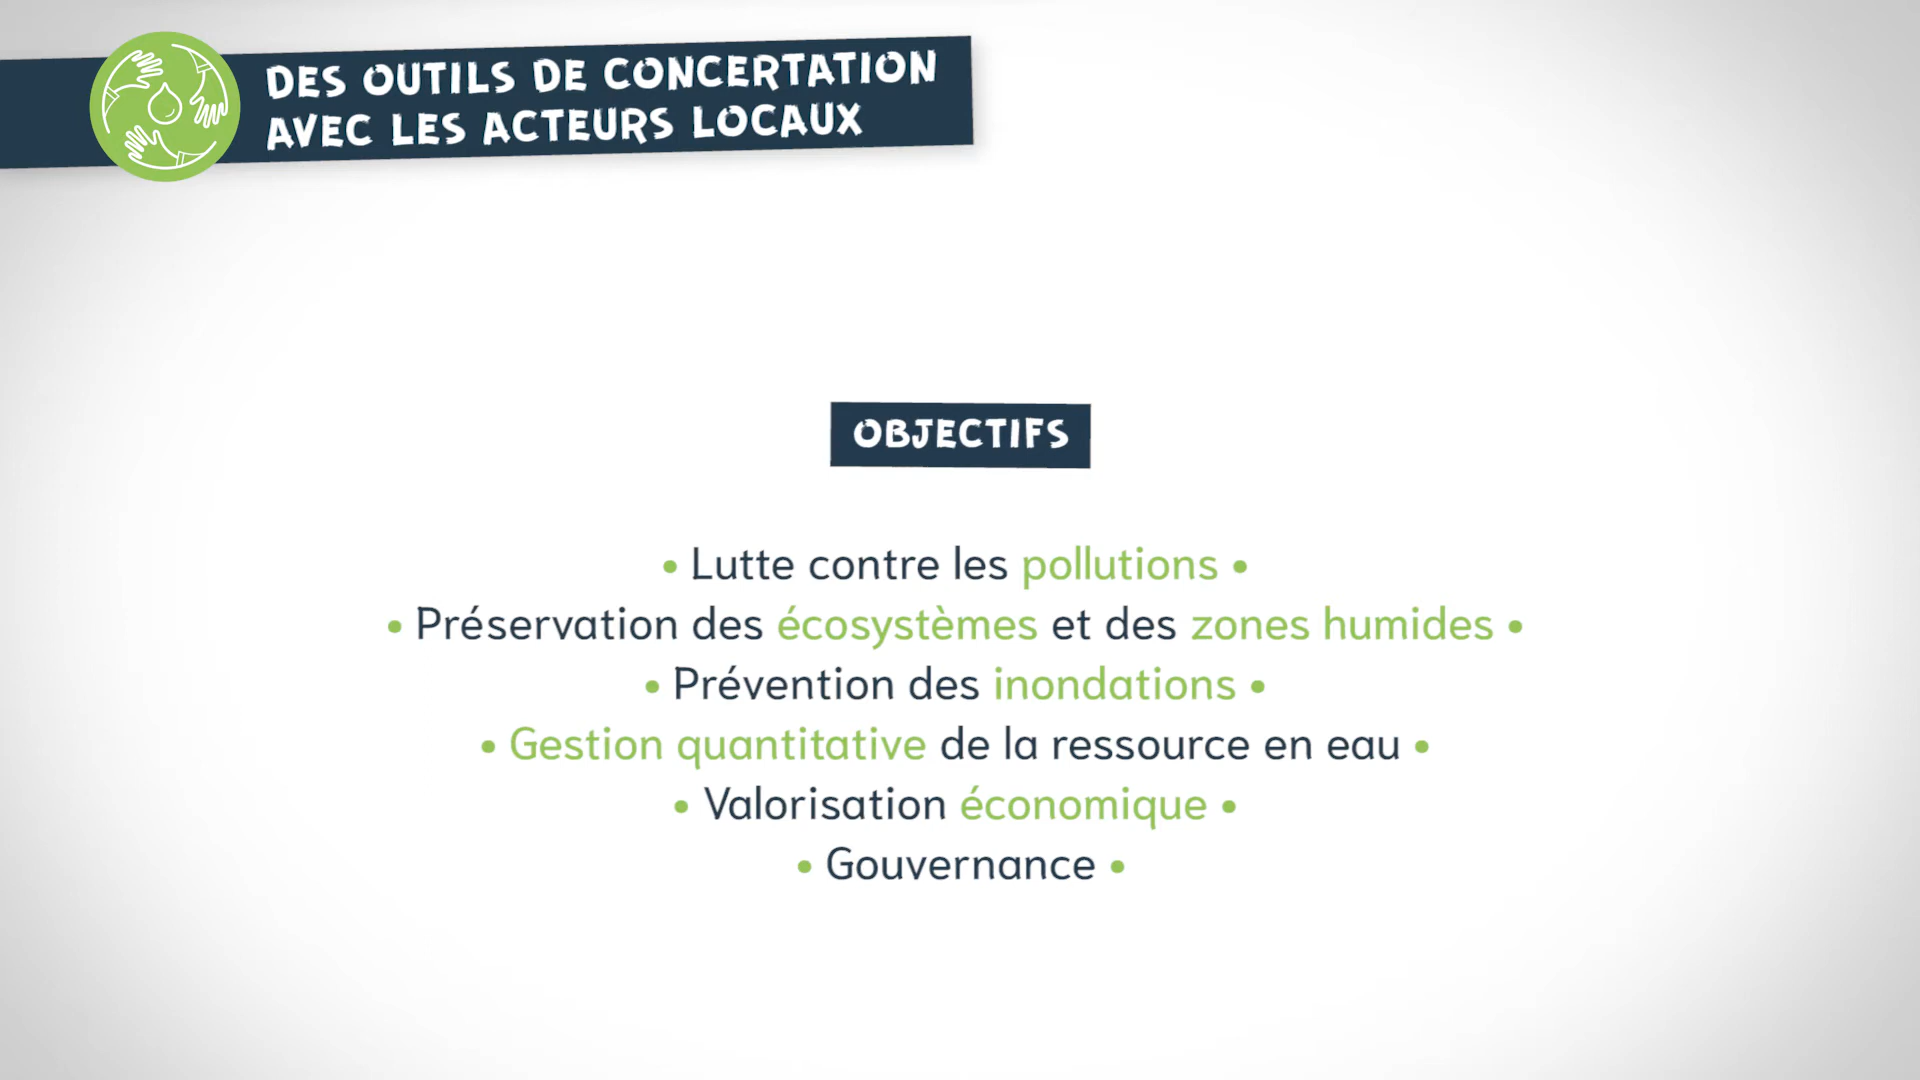 DES OUTILS DE CONCERTATION
AVEC LES ACTEURS LOCAUX
OBJECTIFS
• Lutte contre les pollutions •
• Préservation des écosystèmes et des zones humides •
• Prévention des inondations •
• Gestion quantitative de la ressource en eau •
• Valorisation économique •
• Gouvernance •